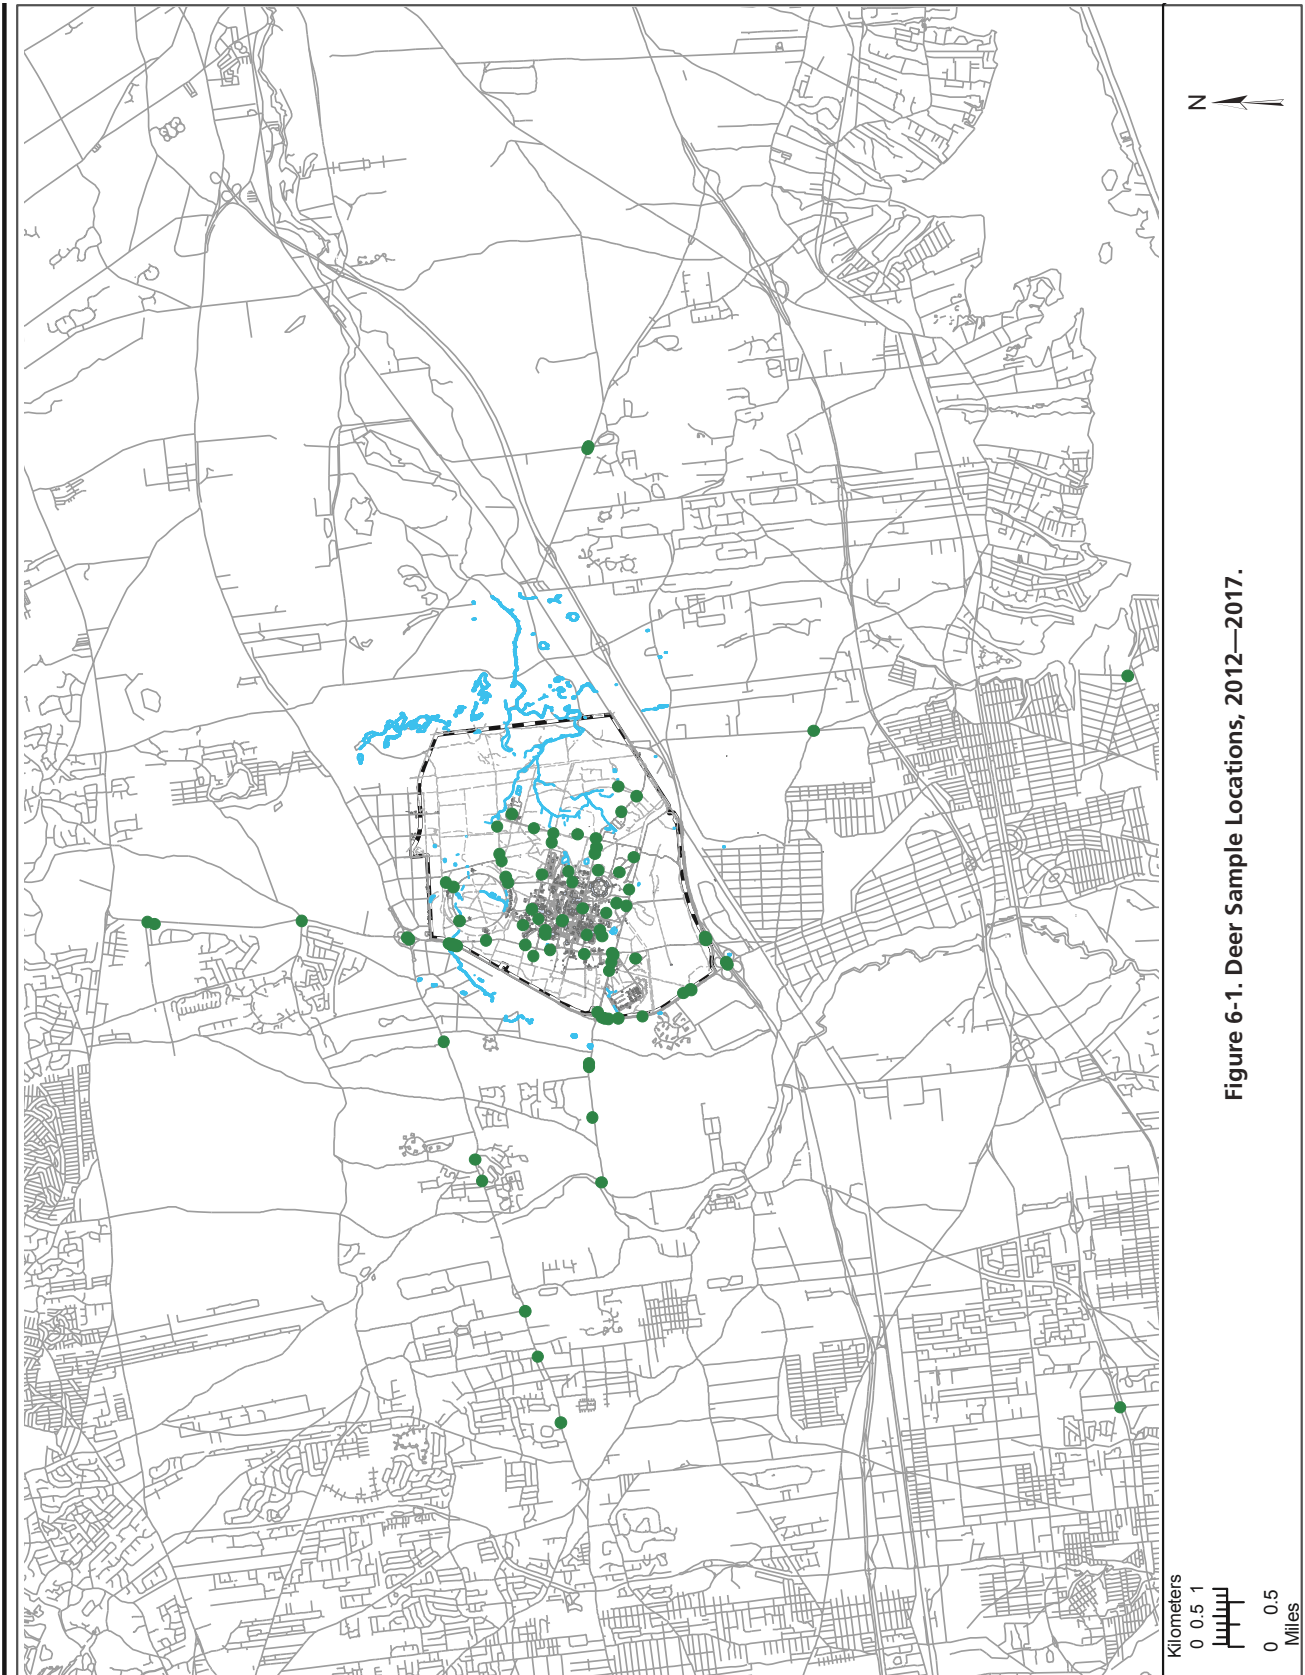 N
Kilometers
0 0.5 1
0 0.5
Miles
Figure 6-1. Deer Sample Locations, 2012—2017.